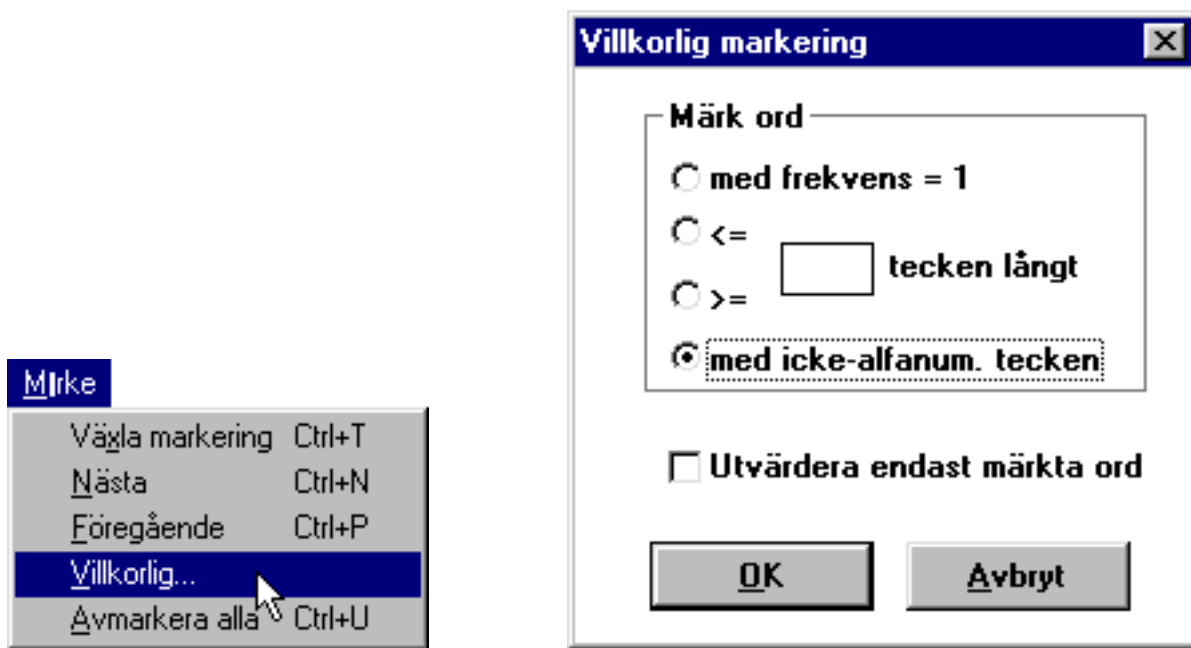 MIrke
Växla markering Ctrl+T
Nästa Ctrl+N
Föregående Ctrl+P
Villkorlig...
Avmarkera alla Ctrl+U
Villkorlig markering
Märk ord
med frekvens = 1
<=
tecken långt
>=
med icke-alfanum. tecken
Utvärdera endast märkta ord
OK Avbryt